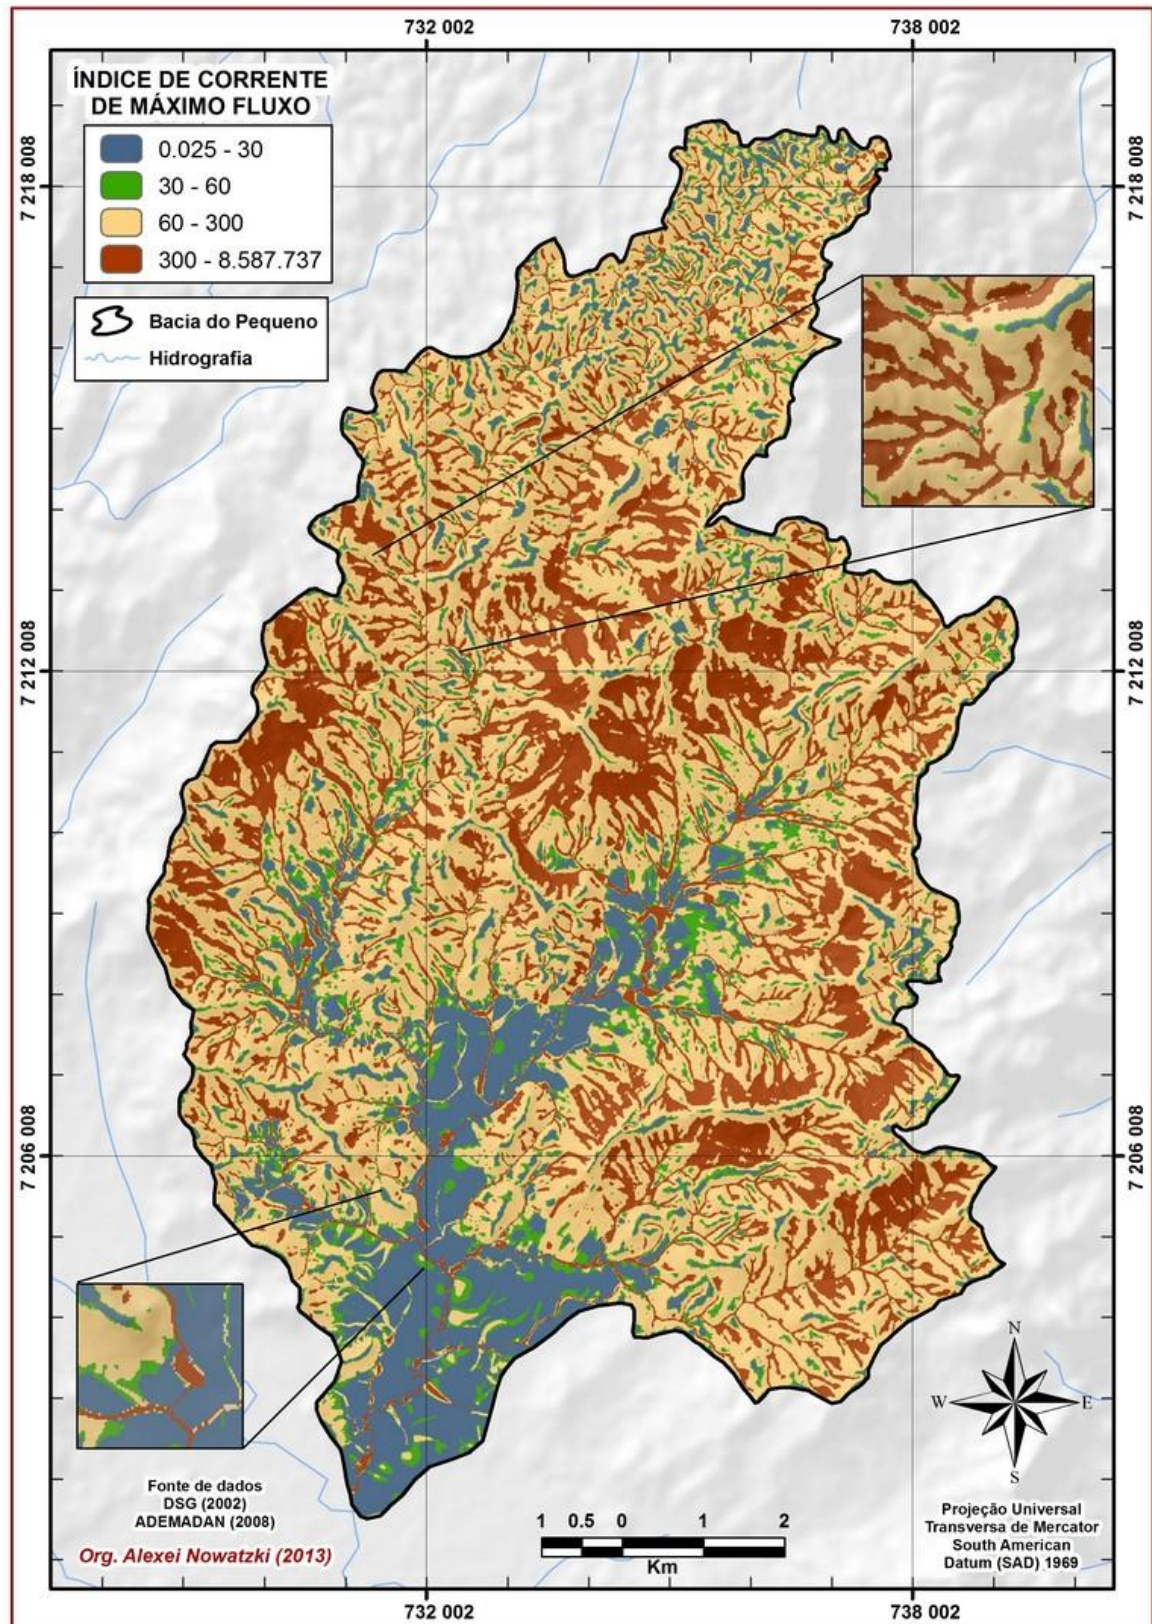 732 002
738 002
ÍNDICE DE CORRENTE
DE MÁXIMO FLUXO
0.025 - 30
30 - 60
60 - 300
300 - 8.587.737
Bacia do Pequeno
Hidrografia
7 218 008
7 218 008
7 212 008
7 212 008
7 206 008
7 206 008
N
W
E
S
Fonte de dados
DSG (2002)
ADEMADAN (2008)
Org. Alexei Nowatzki (2013)
1 0.5 0 1 2
Km
Projeção Universal
Transversa de Mercator
South American
Datum (SAD) 1969
732 002
738 002